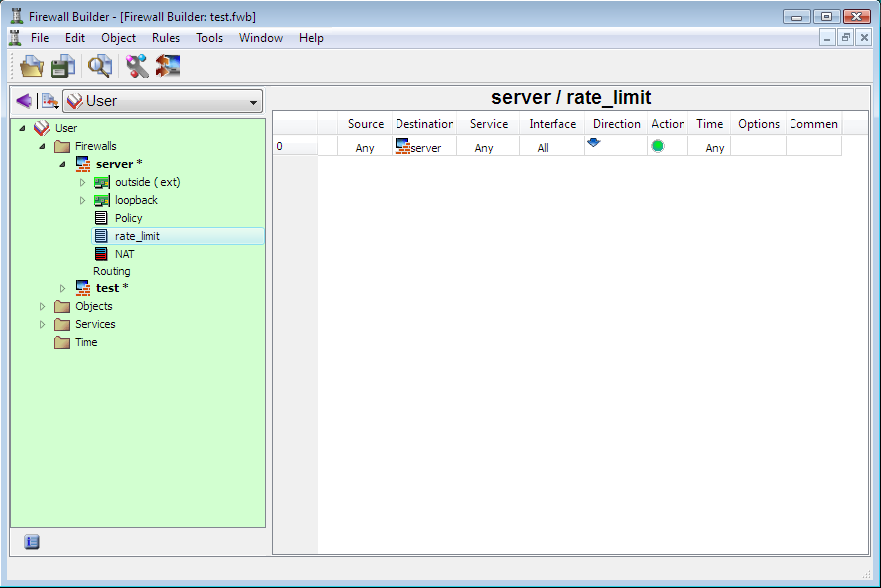 Firewall Builder - [Firewall Builder: test.fwb]
File Edit Object Rules Tools Window Help
User
server / rate_limit
Source Destination Service Interface Direction Action Time Options Commen
0 Any server Any All Any
User
Firewalls
server *
outside ( ext)
loopback
Policy
rate_limit
NAT
Routing
test *
Objects
Services
Time